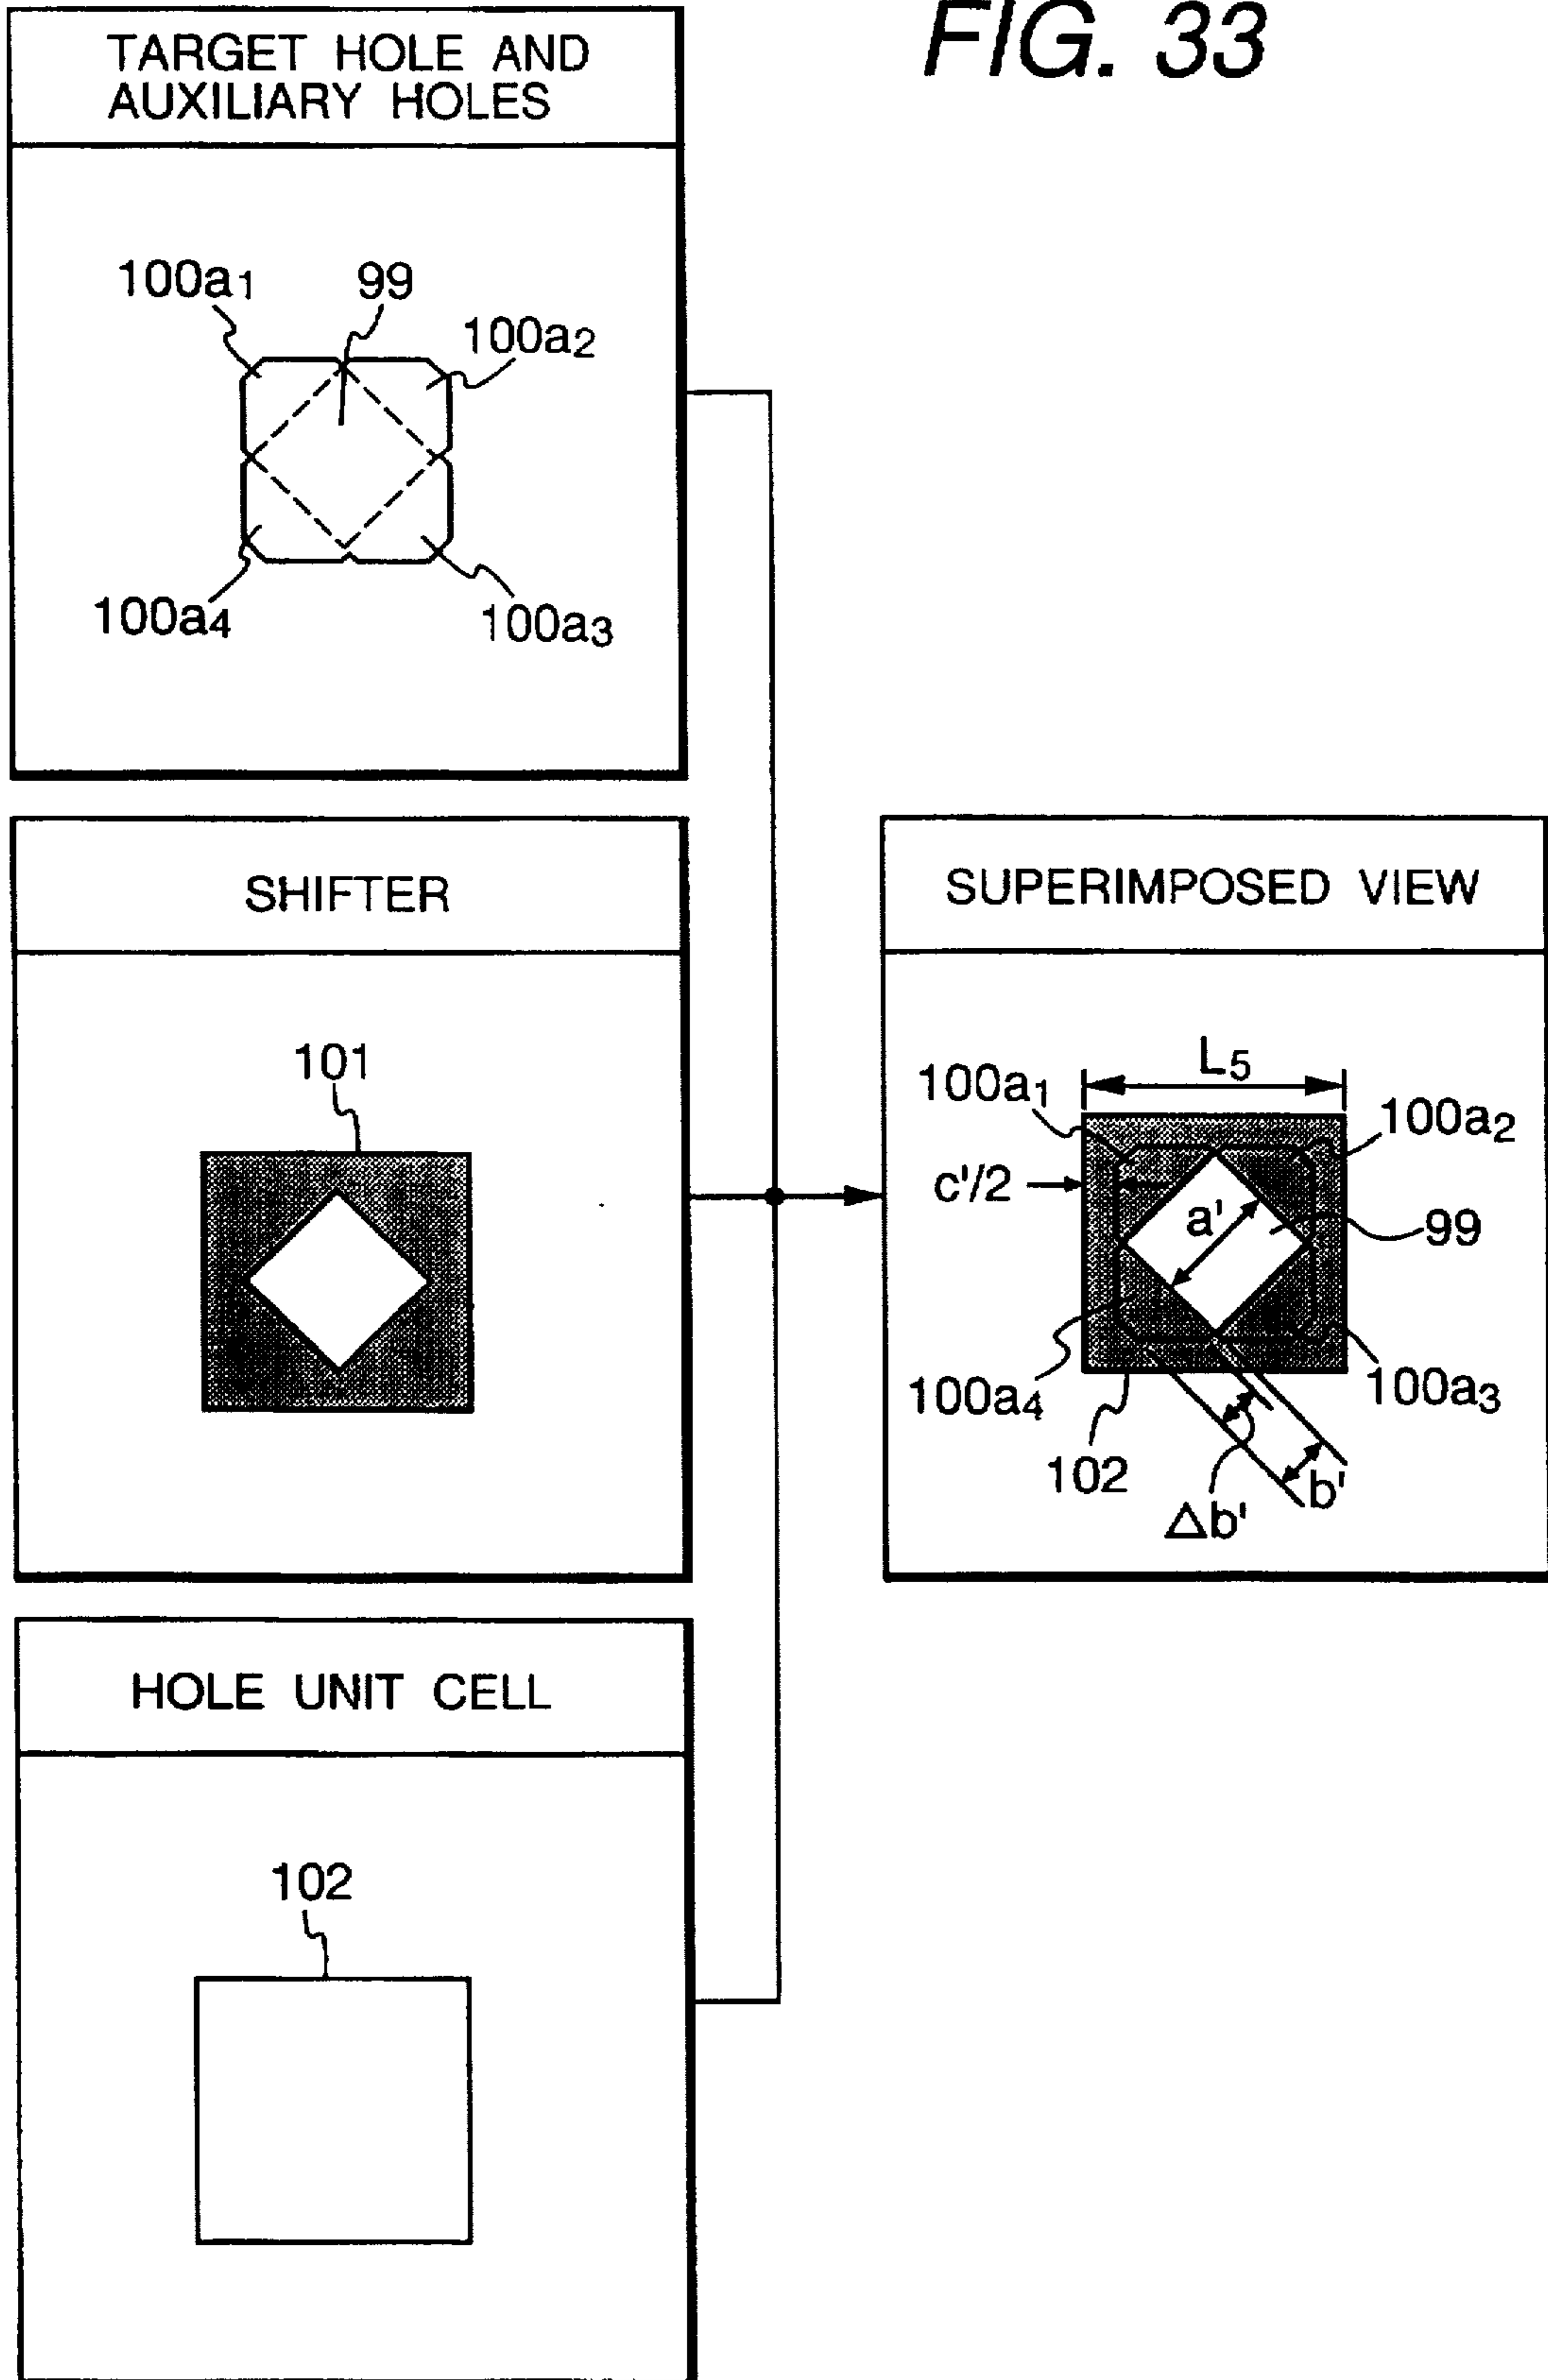 FIG. 33
TARGET HOLE AND
AUXILIARY HOLES
100a1
99
100a2
100a4
100a3
SHIFTER
101
SUPERIMPOSED VIEW
L5
100a1
100a2
c'/2
a'
99
100a4
100a3
102
b'
Δb'
HOLE UNIT CELL
102